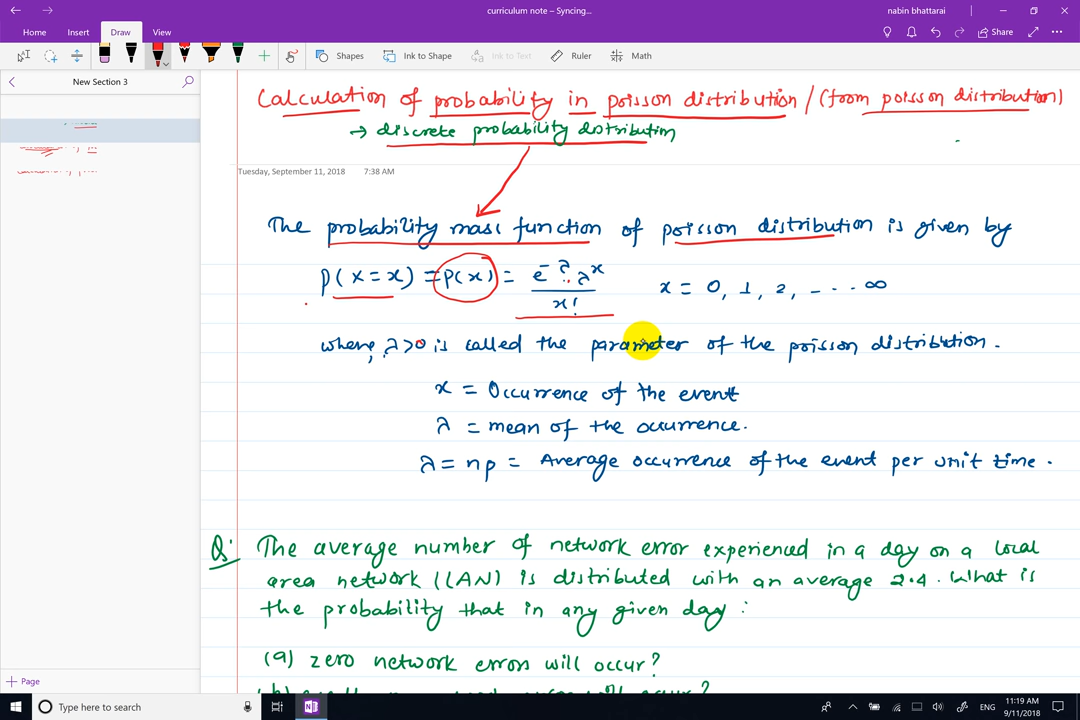 curriculum note - Syncing...
nabin bhattarai
Home Insert Draw View
Share
Shapes Ink to Shape Ink to Text Ruler Math
New Section 3
Calculation of probability in poisson distribution / (from poisson distribution)
→ discrete probability distribution
Tuesday, September 11, 2018 7:38 AM
The probability mass function of poisson distribution is given by
p(X=x) = p(x) = e^-λ λ^x / x! x = 0, 1, 2, - - - ∞
where, λ>0 is called the parameter of the poisson distribution.
x = Occurrence of the event
λ = mean of the occurrence.
λ = np = Average occurrence of the event per unit time.
Q: The average number of network error experienced in a day on a local
area network (LAN) is distributed with an average 2.4. What is
the probability that in any given day:
(a) zero network errors will occur?
+ Page
Type here to search
ENG
11:19 AM
9/11/2018